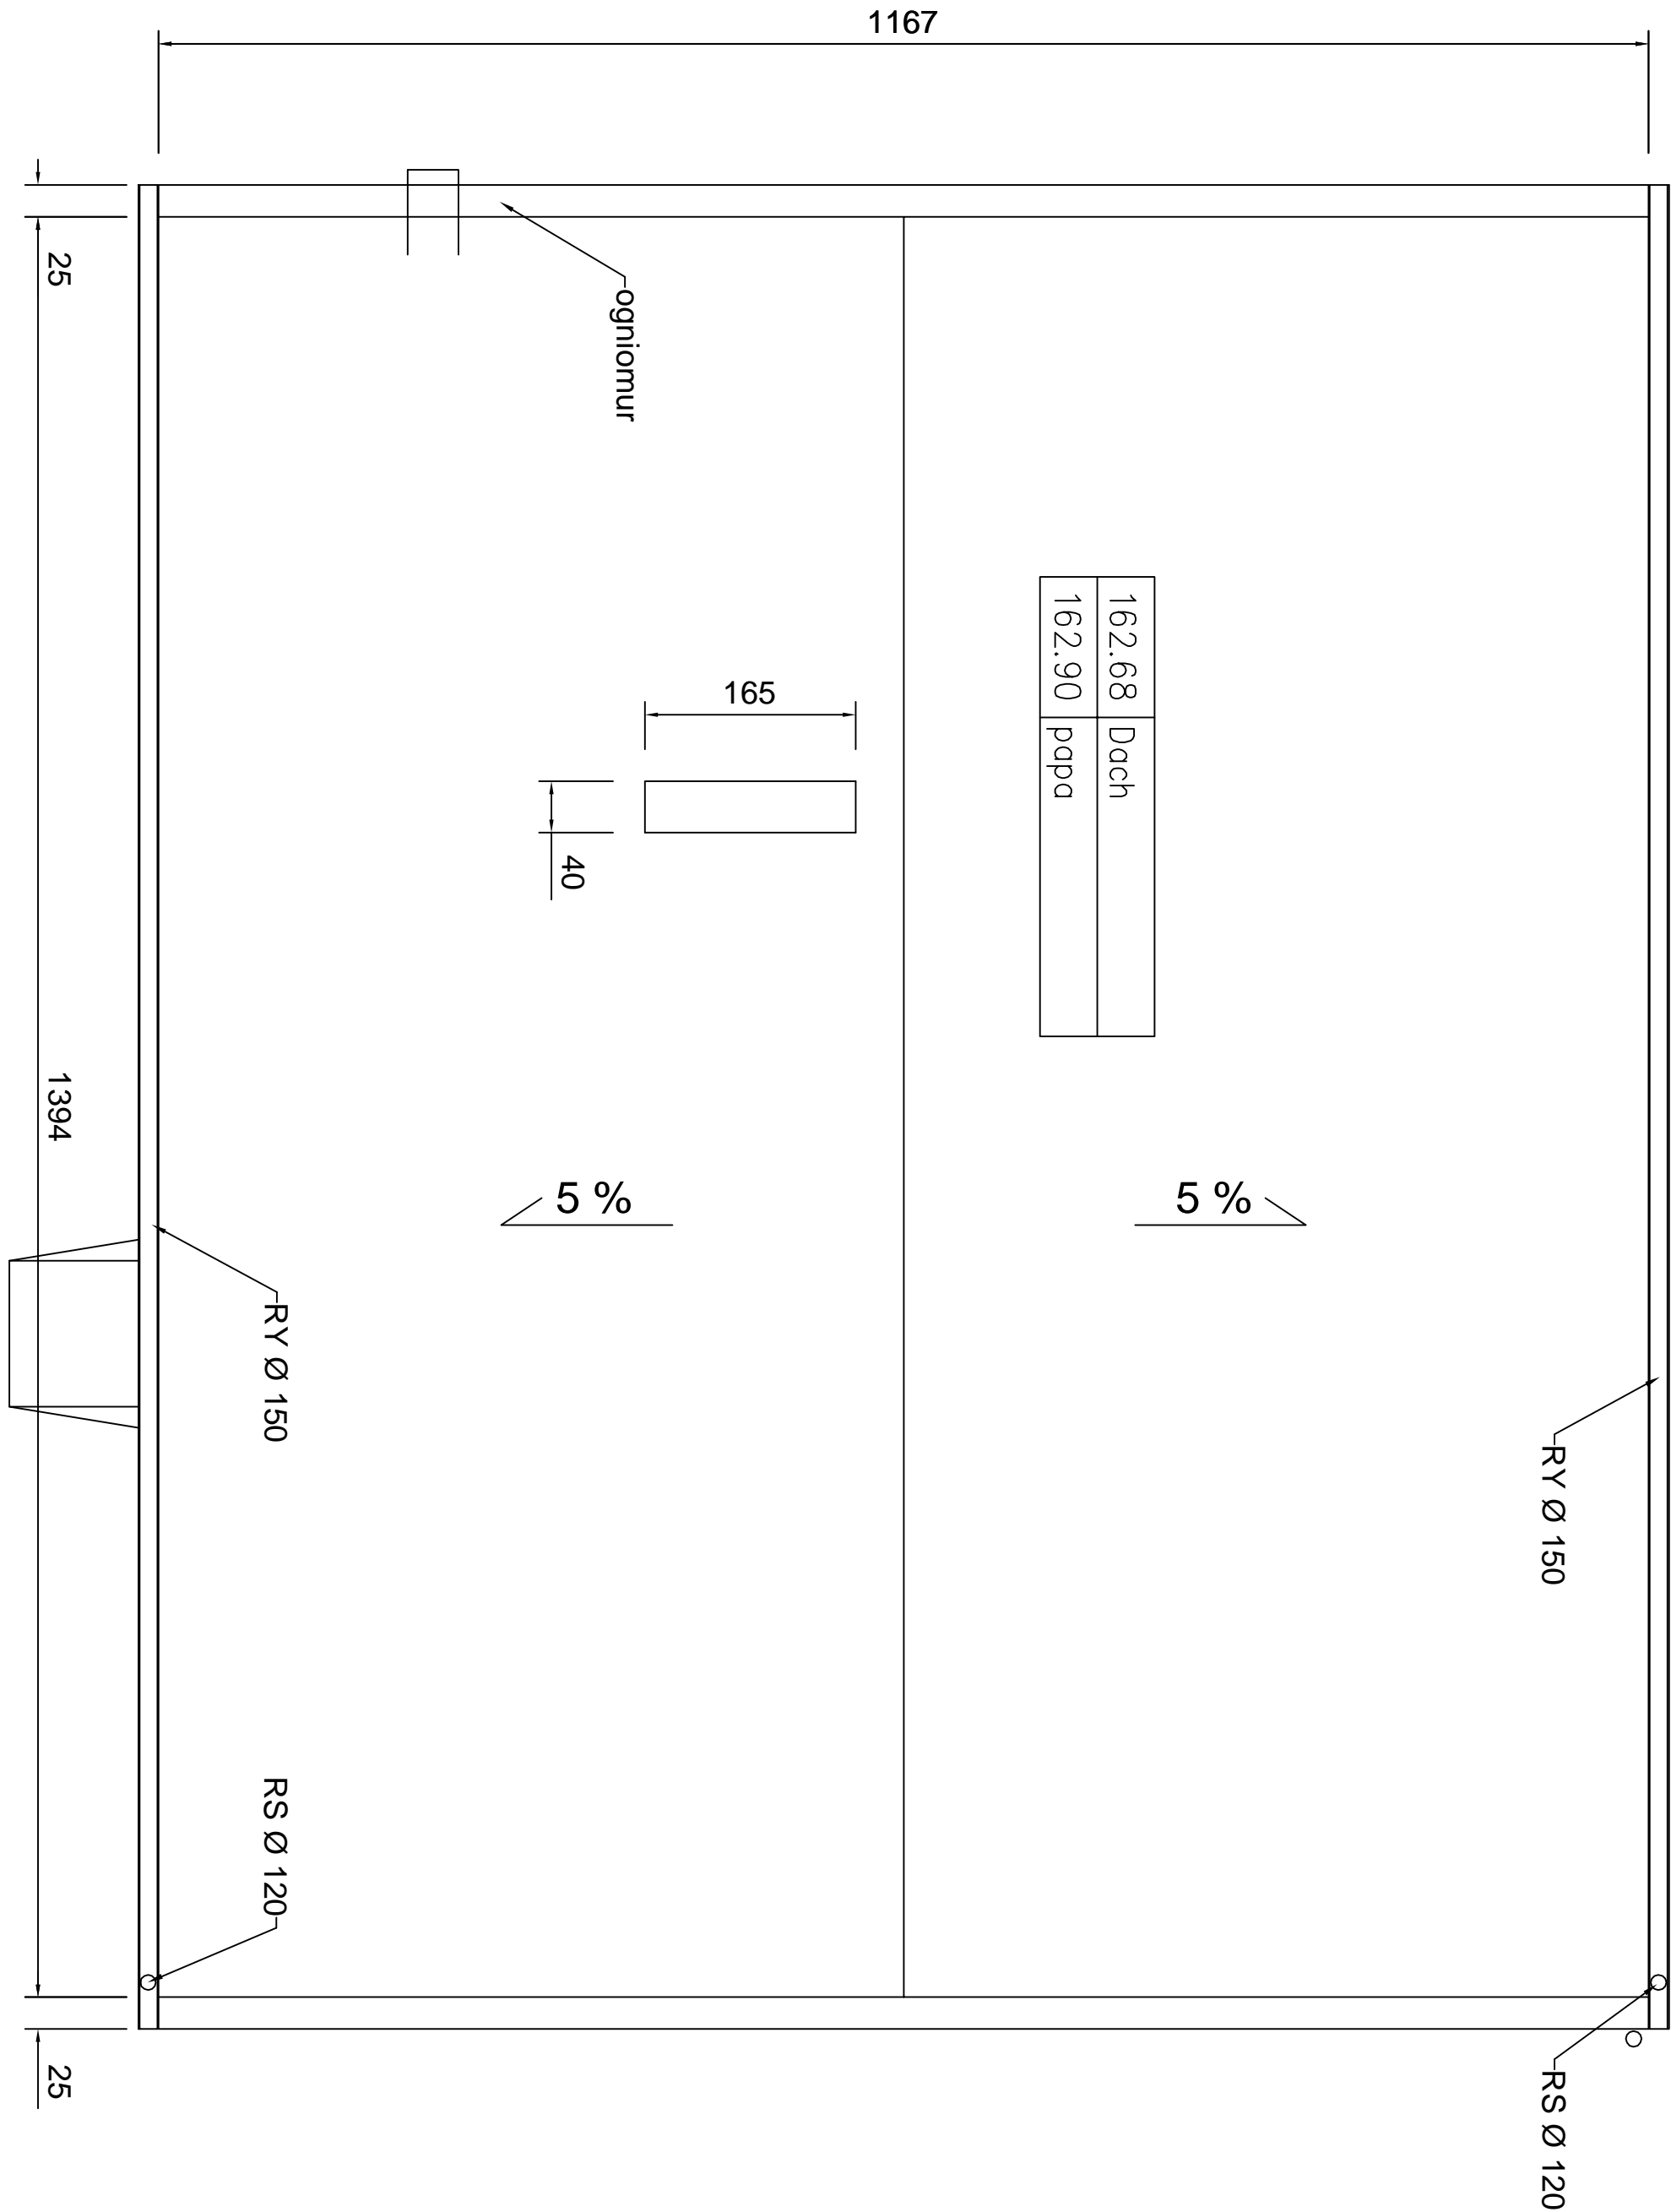 1167
25
ogniomur
162.68 Dach
162.90 papa
165
40
1394
5 %
5 %
RY Ø 150
RY Ø 150
RS Ø 120
RS Ø 120
25